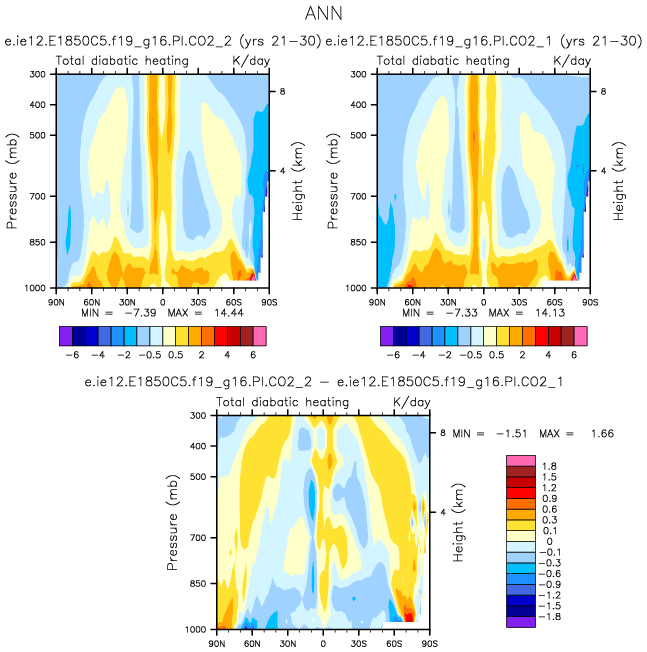 ANN
e.ie12.E1850C5.f19_g16.PI.CO2_2 (yrs 21-30) e.ie12.E1850C5.f19_g16.PI.CO2_1 (yrs 21-30)
Total diabatic heating K/day
Total diabatic heating K/day
300
400
500
700
850
1000
Pressure (mb)
8
4
Height (km)
90N 60N 30N 0 30S 60S 90S
MIN = -7.39 MAX = 14.44
-6 -4 -2 -0.5 0.5 2 4 6
300
400
500
700
850
1000
Pressure (mb)
8
4
Height (km)
90N 60N 30N 0 30S 60S 90S
MIN = -7.33 MAX = 14.13
-6 -4 -2 -0.5 0.5 2 4 6
e.ie12.E1850C5.f19_g16.PI.CO2_2 - e.ie12.E1850C5.f19_g16.PI.CO2_1
Total diabatic heating K/day
300
400
500
700
850
1000
Pressure (mb)
8
4
Height (km)
90N 60N 30N 0 30S 60S 90S
MIN = -1.51 MAX = 1.66
1.8
1.5
1.2
0.9
0.6
0.3
0.1
0
-0.1
-0.3
-0.6
-0.9
-1.2
-1.5
-1.8